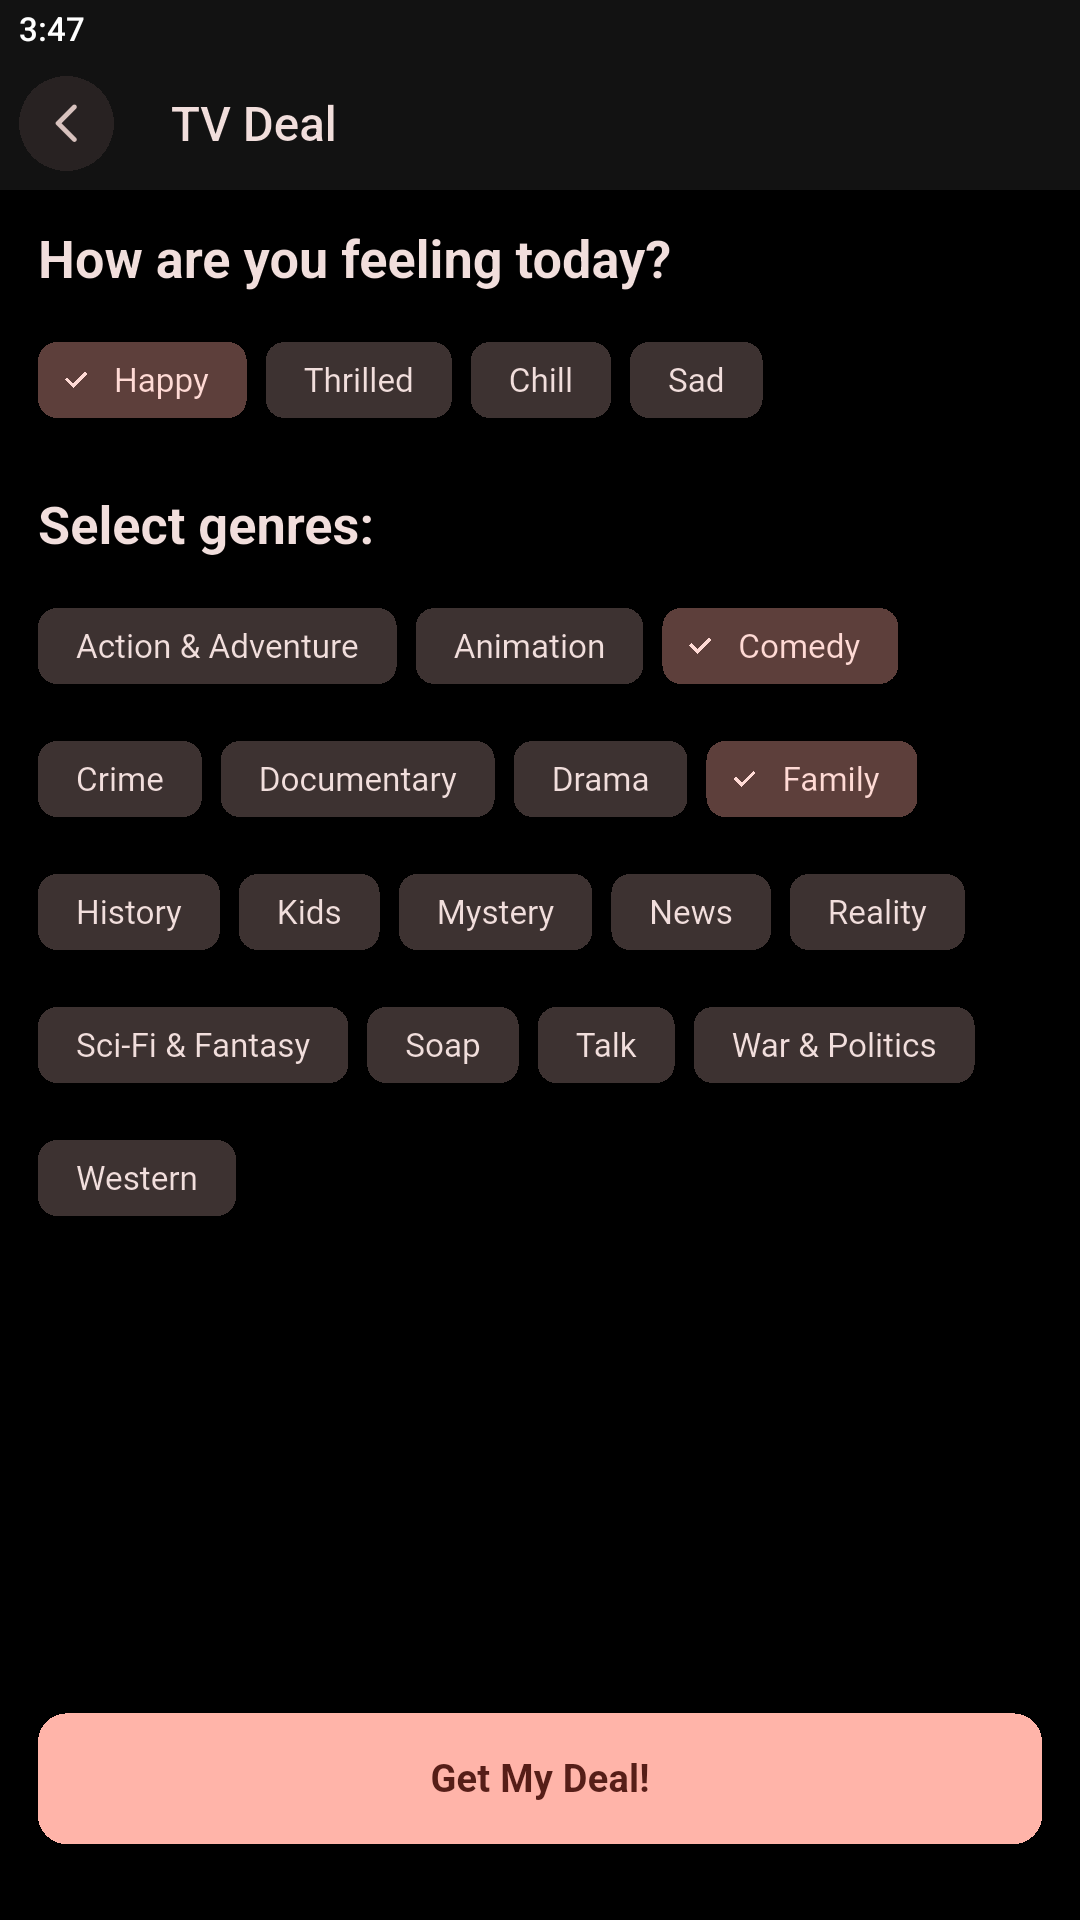 3:47
TV Deal
How are you feeling today?
Happy Thrilled Chill Sad
Select genres:
Action & Adventure Animation Comedy
Crime Documentary Drama Family
History Kids Mystery News Reality
Sci-Fi & Fantasy Soap Talk War & Politics
Western
Get My Deal!